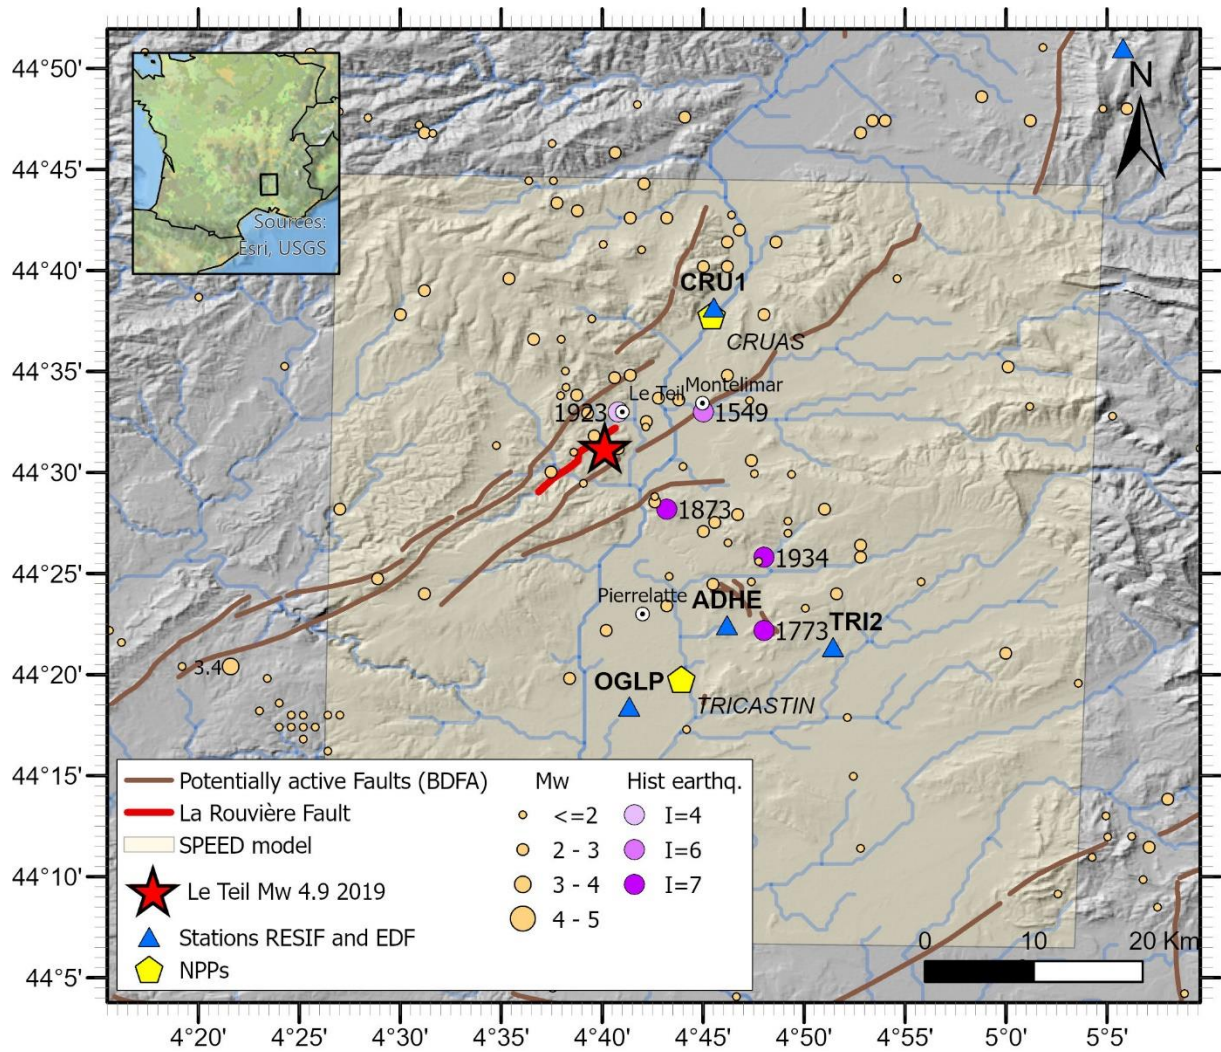 44°50'
44°45'
44°40'
44°35'
44°30'
44°25'
44°20'
44°15'
44°10'
44°5'
Sources:
Esri, USGS
N
CRU1
CRUAS
Le Teil
Montelimar
1923
1549
1873
1934
Pierrelatte
ADHE
1773
TRI2
3.4
OGLP
TRICASTIN
Potentially active Faults (BDFA)
La Rouvière Fault
SPEED model
Le Teil Mw 4.9 2019
Stations RESIF and EDF
NPPs
Mw
<=2
2 - 3
3 - 4
4 - 5
Hist earthq.
I=4
I=6
I=7
0 10 20 Km
4°20' 4°25' 4°30' 4°35' 4°40' 4°45' 4°50' 4°55' 5°0' 5°5'